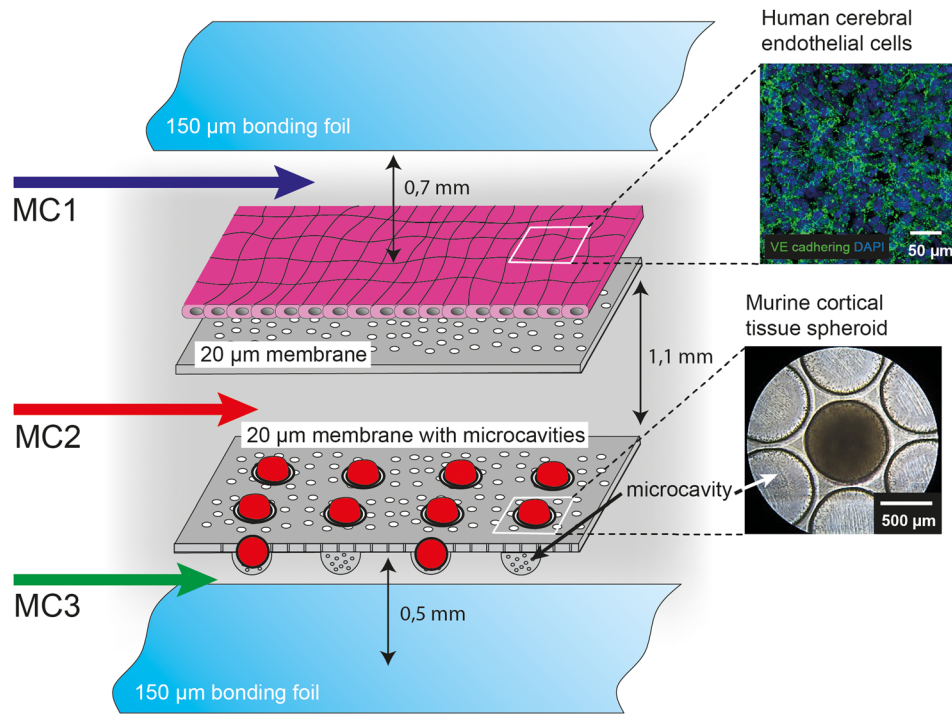 Human cerebral
endothelial cells
150 µm bonding foil
0,7 mm
MC1
VE cadhering DAPI
50 µm
Murine cortical
tissue spheroid
20 µm membrane
1,1 mm
MC2
20 µm membrane with microcavities
microcavity
500 µm
MC3
0,5 mm
150 µm bonding foil